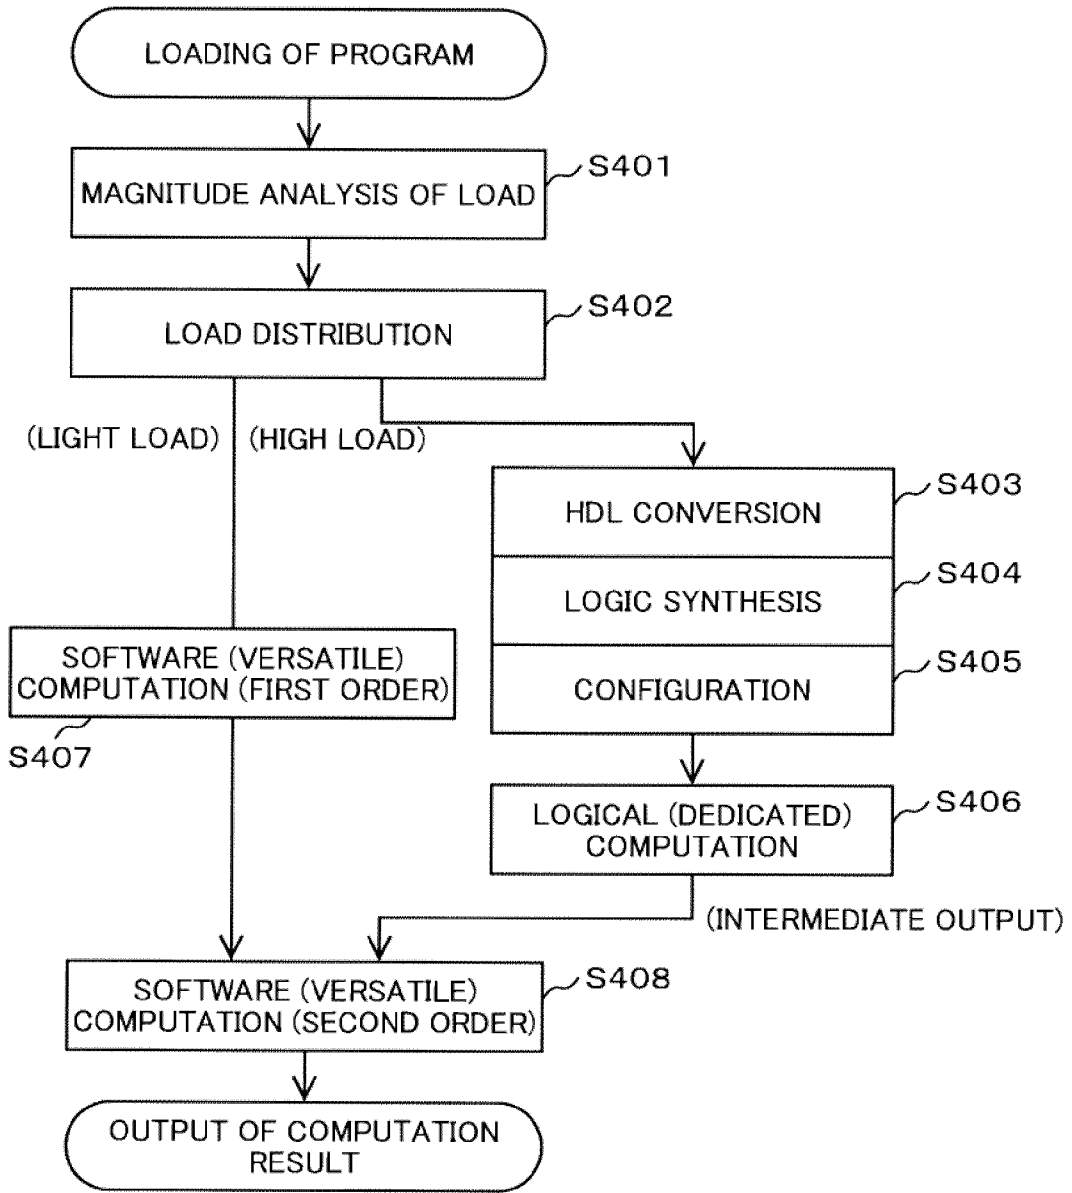 LOADING OF PROGRAM
S401
MAGNITUDE ANALYSIS OF LOAD
S402
LOAD DISTRIBUTION
(LIGHT LOAD)
(HIGH LOAD)
S403
HDL CONVERSION
S404
LOGIC SYNTHESIS
S405
CONFIGURATION
SOFTWARE (VERSATILE)
COMPUTATION (FIRST ORDER)
S407
S406
LOGICAL (DEDICATED)
COMPUTATION
(INTERMEDIATE OUTPUT)
S408
SOFTWARE (VERSATILE)
COMPUTATION (SECOND ORDER)
OUTPUT OF COMPUTATION
RESULT